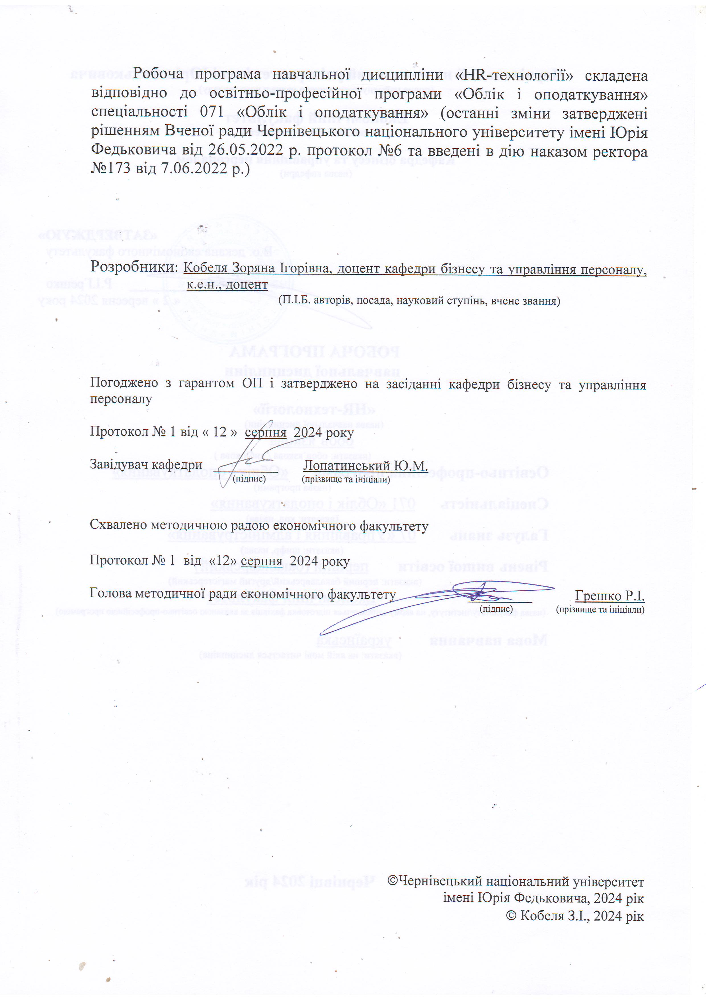 Робоча програма навчальної дисципліни «HR-технології» складена
відповідно до освітньо-професійної програми «Облік і оподаткування»
спеціальності 071 «Облік і оподаткування» (останні зміни затверджені
рішенням Вченої ради Чернівецького національного університету імені Юрія
Федьковича від 26.05.2022 р. протокол №6 та введені в дію наказом ректора
№173 від 7.06.2022 р.)
Розробники: Кобеля Зоряна Ігорівна, доцент кафедри бізнесу та управління персоналу,
к.е.н., доцент
(П.І.Б. авторів, посада, науковий ступінь, вчене звання)
Погоджено з гарантом ОП і затверджено на засіданні кафедри бізнесу та управління
персоналу
Протокол № 1 від « 12 » серпня 2024 року
Завідувач кафедри Лопатинський Ю.М.
(підпис) (прізвище та ініціали)
Схвалено методичною радою економічного факультету
Протокол № 1 від «12» серпня 2024 року
Голова методичної ради економічного факультету Грешко Р.І.
(підпис) (прізвище та ініціали)
©Чернівецький національний університет
імені Юрія Федьковича, 2024 рік
© Кобеля З.І., 2024 рік